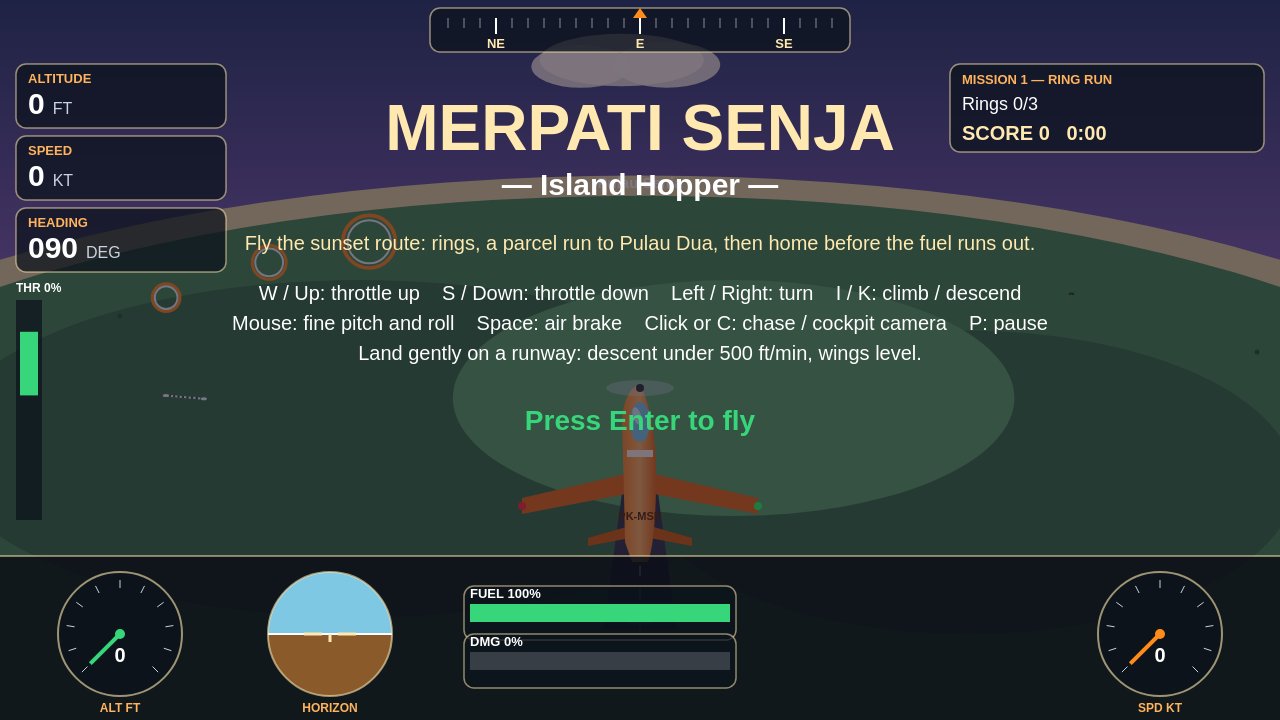 NE E SE
ALTITUDE
0 FT
SPEED
0 KT
HEADING
090 DEG
THR 0%
MISSION 1 — RING RUN
Rings 0/3
SCORE 0 0:00
MERPATI SENJA
— Island Hopper —
Fly the sunset route: rings, a parcel run to Pulau Dua, then home before the fuel runs out.
W / Up: throttle up S / Down: throttle down Left / Right: turn I / K: climb / descend
Mouse: fine pitch and roll Space: air brake Click or C: chase / cockpit camera P: pause
Land gently on a runway: descent under 500 ft/min, wings level.
Press Enter to fly
FUEL 100%
DMG 0%
0
ALT FT
HORIZON
0
SPD KT